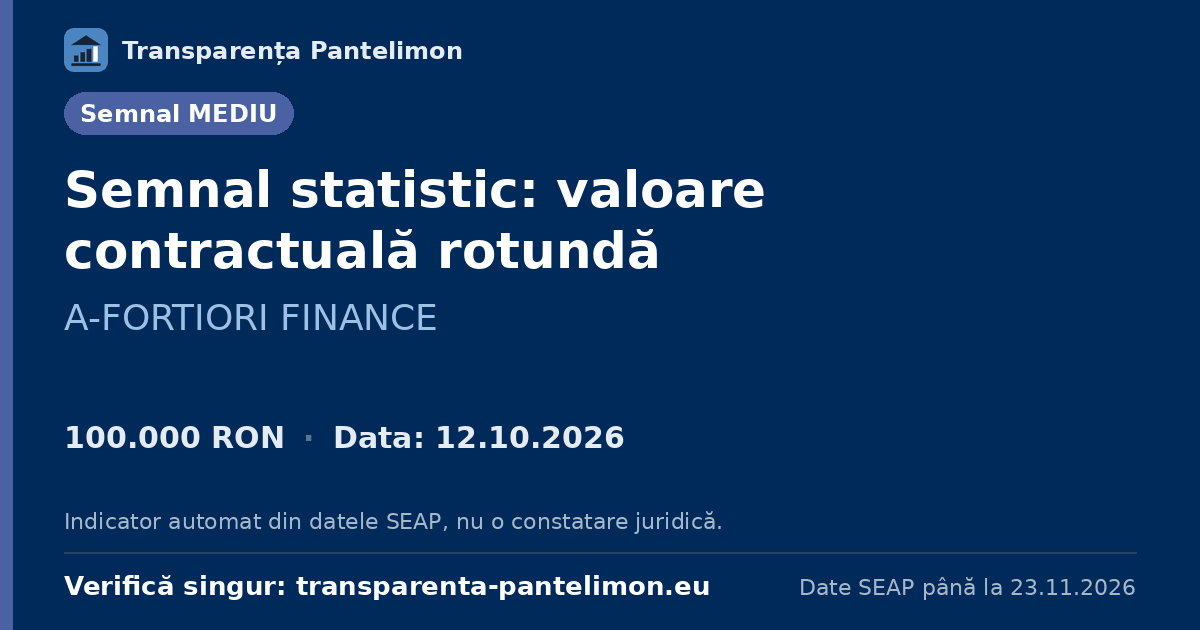 Transparența Pantelimon
Semnal MEDIU
Semnal statistic: valoare
contractuală rotundă
A-FORTIORI FINANCE
100.000 RON · Data: 12.10.2026
Indicator automat din datele SEAP, nu o constatare juridică.
Verifică singur: transparenta-pantelimon.eu
Date SEAP până la 23.11.2026